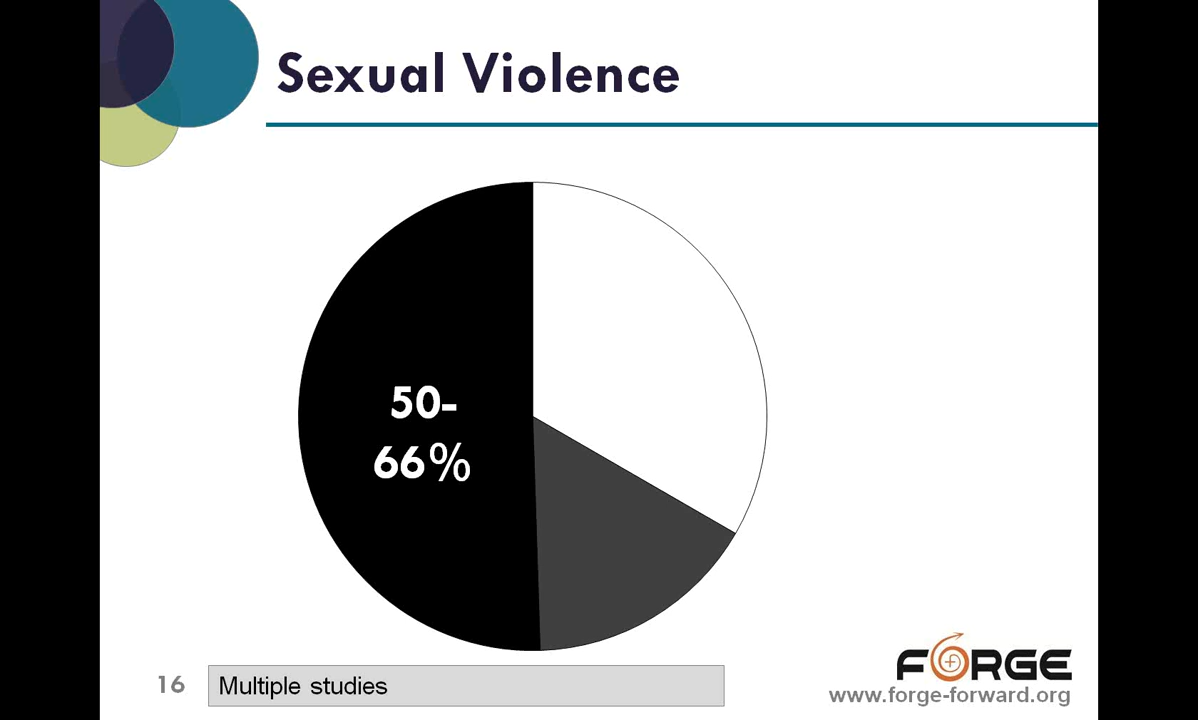 Sexual Violence
50-
66%
16
Multiple studies
FORGE
www.forge-forward.org